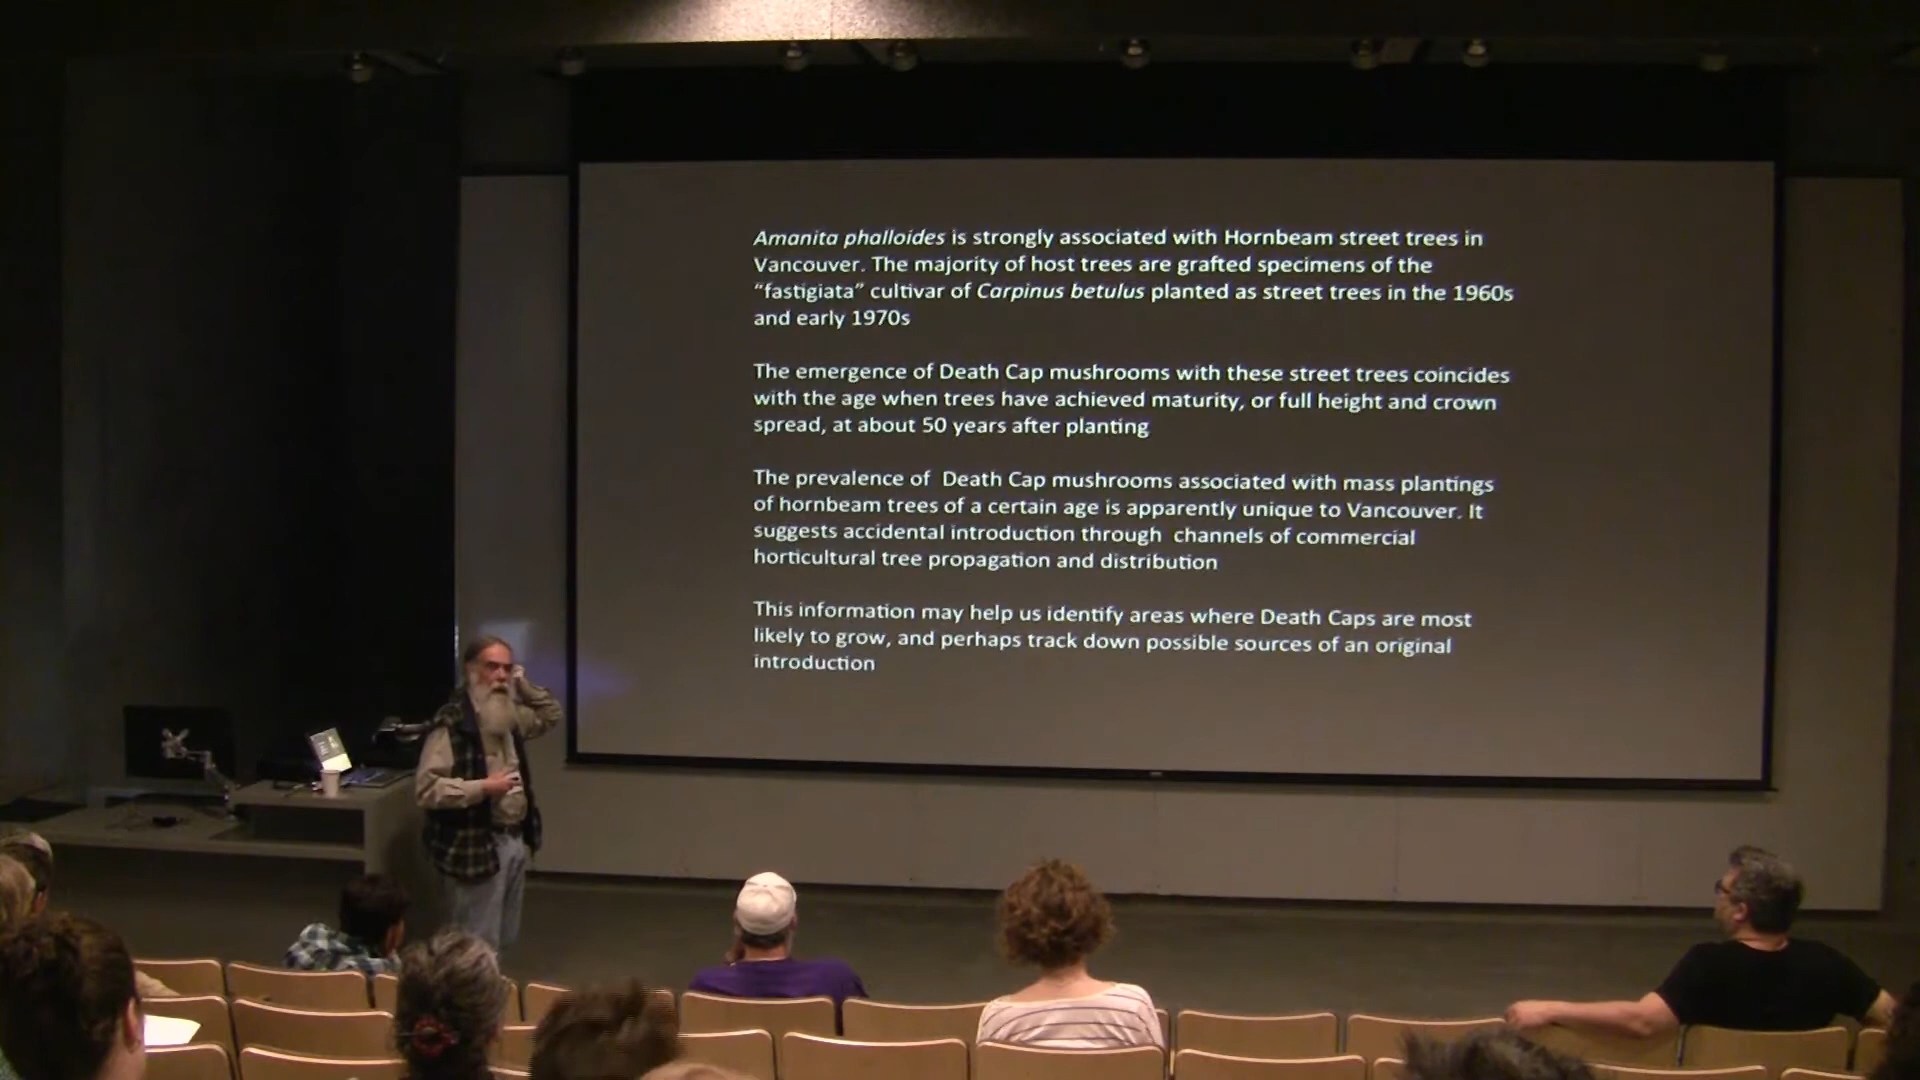 Amanita phalloides is strongly associated with Hornbeam street trees in
Vancouver. The majority of host trees are grafted specimens of the
“fastigiata” cultivar of Carpinus betulus planted as street trees in the 1960s
and early 1970s
The emergence of Death Cap mushrooms with these street trees coincides
with the age when trees have achieved maturity, or full height and crown
spread, at about 50 years after planting
The prevalence of Death Cap mushrooms associated with mass plantings
of hornbeam trees of a certain age is apparently unique to Vancouver. It
suggests accidental introduction through channels of commercial
horticultural tree propagation and distribution
This information may help us identify areas where Death Caps are most
likely to grow, and perhaps track down possible sources of an original
introduction